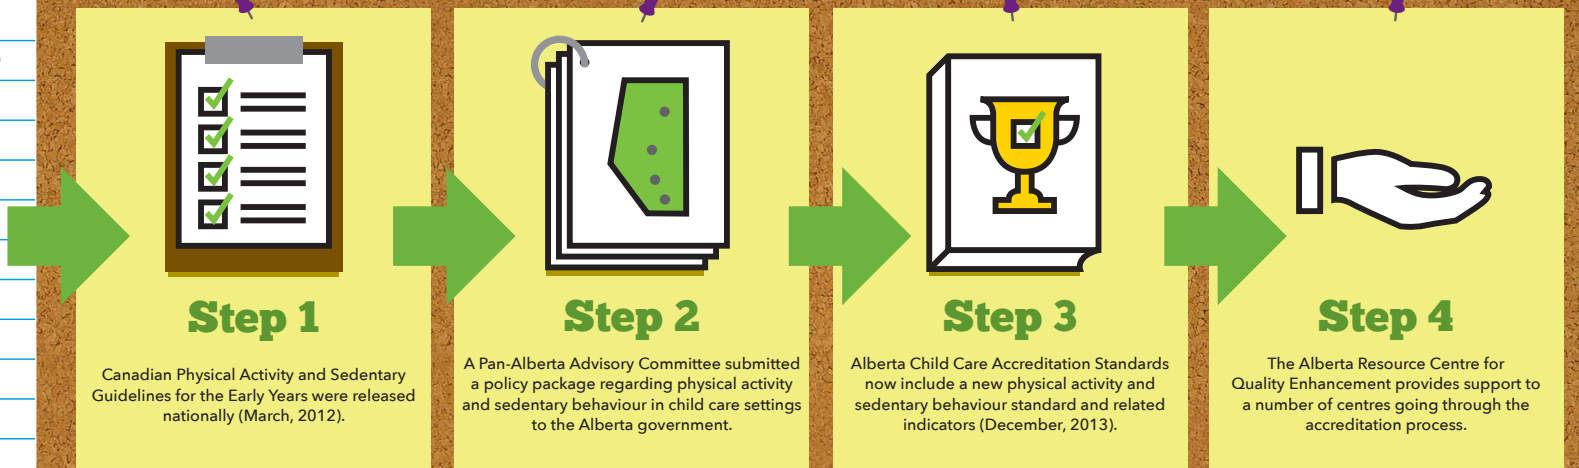 Step 1
Canadian Physical Activity and Sedentary
Guidelines for the Early Years were released
nationally (March, 2012).
Step 2
A Pan-Alberta Advisory Committee submitted
a policy package regarding physical activity
and sedentary behaviour in child care settings
to the Alberta government.
Step 3
Alberta Child Care Accreditation Standards
now include a new physical activity and
sedentary behaviour standard and related
indicators (December, 2013).
Step 4
The Alberta Resource Centre for
Quality Enhancement provides support to
a number of centres going through the
accreditation process.